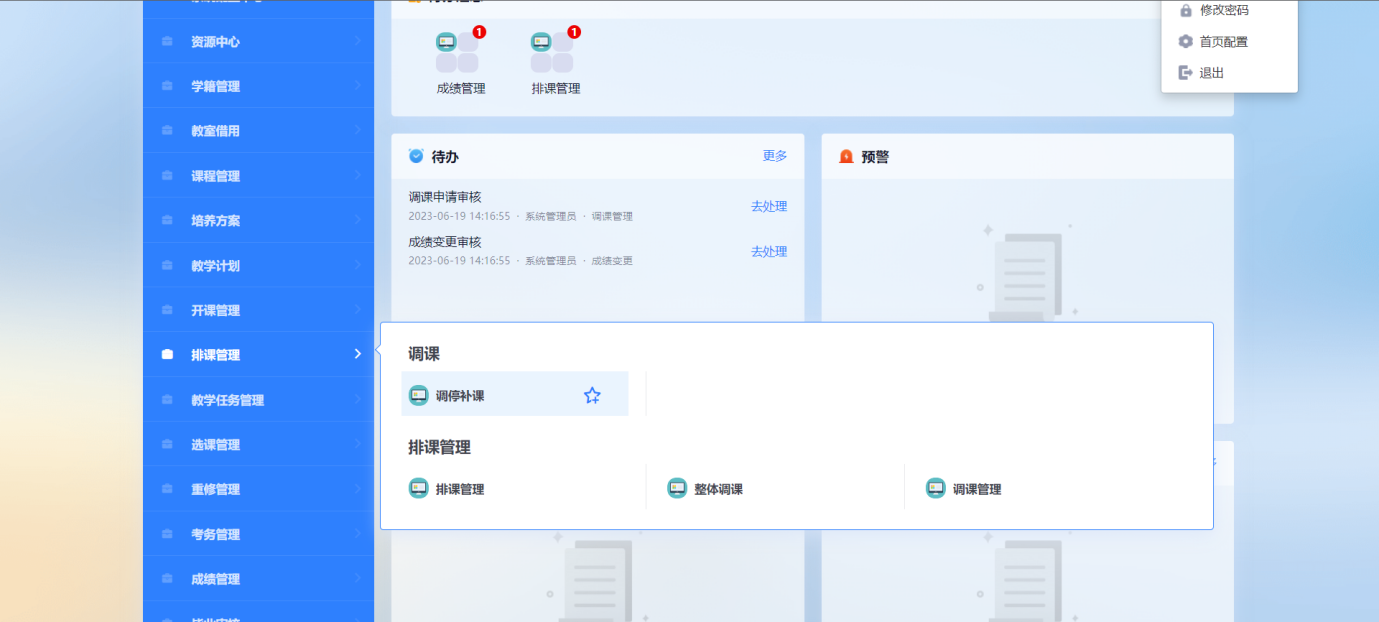 资源中心
学籍管理
教室借用
课程管理
培养方案
教学计划
开课管理
排课管理
教学任务管理
选课管理
重修管理
考务管理
成绩管理
毕业审核
1
1
成绩管理
排课管理
修改密码
首页配置
退出
待办
更多
调课申请审核
2023-06-19 14:16:55 · 系统管理员 · 调课管理
去处理
成绩变更审核
2023-06-19 14:16:55 · 系统管理员 · 成绩变更
去处理
预警
调课
调停补课
排课管理
排课管理
整体调课
调课管理